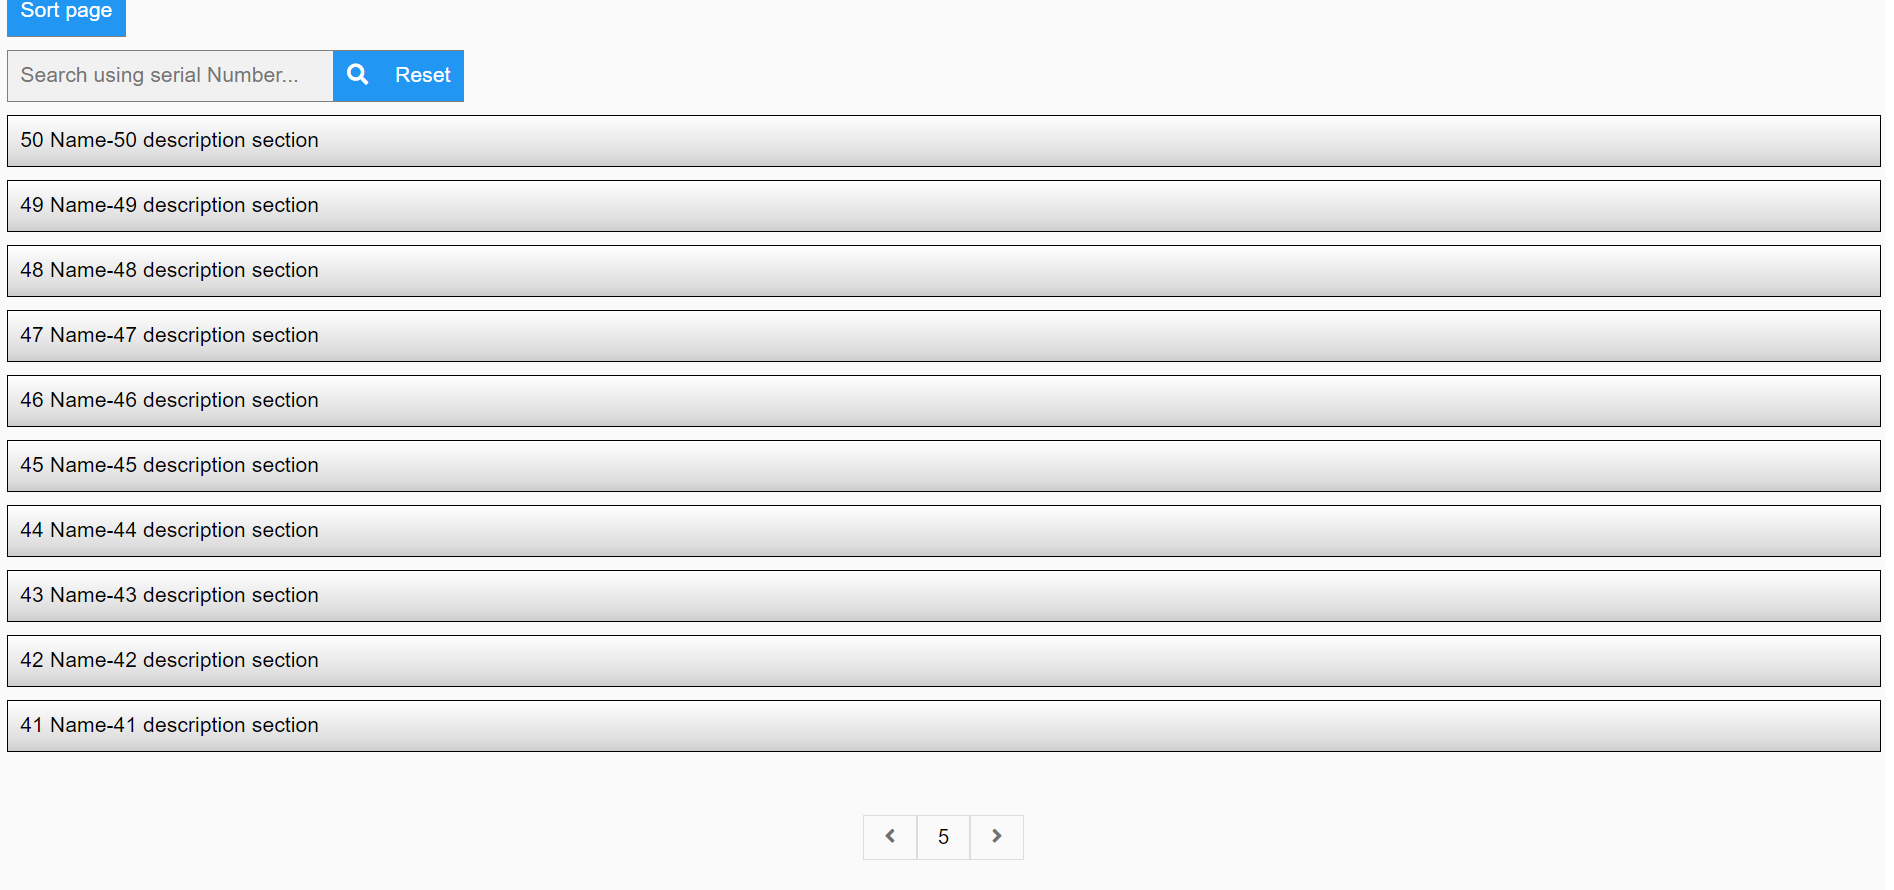 Sort page
Search using serial Number...
Reset
50 Name-50 description section
49 Name-49 description section
48 Name-48 description section
47 Name-47 description section
46 Name-46 description section
45 Name-45 description section
44 Name-44 description section
43 Name-43 description section
42 Name-42 description section
41 Name-41 description section
5